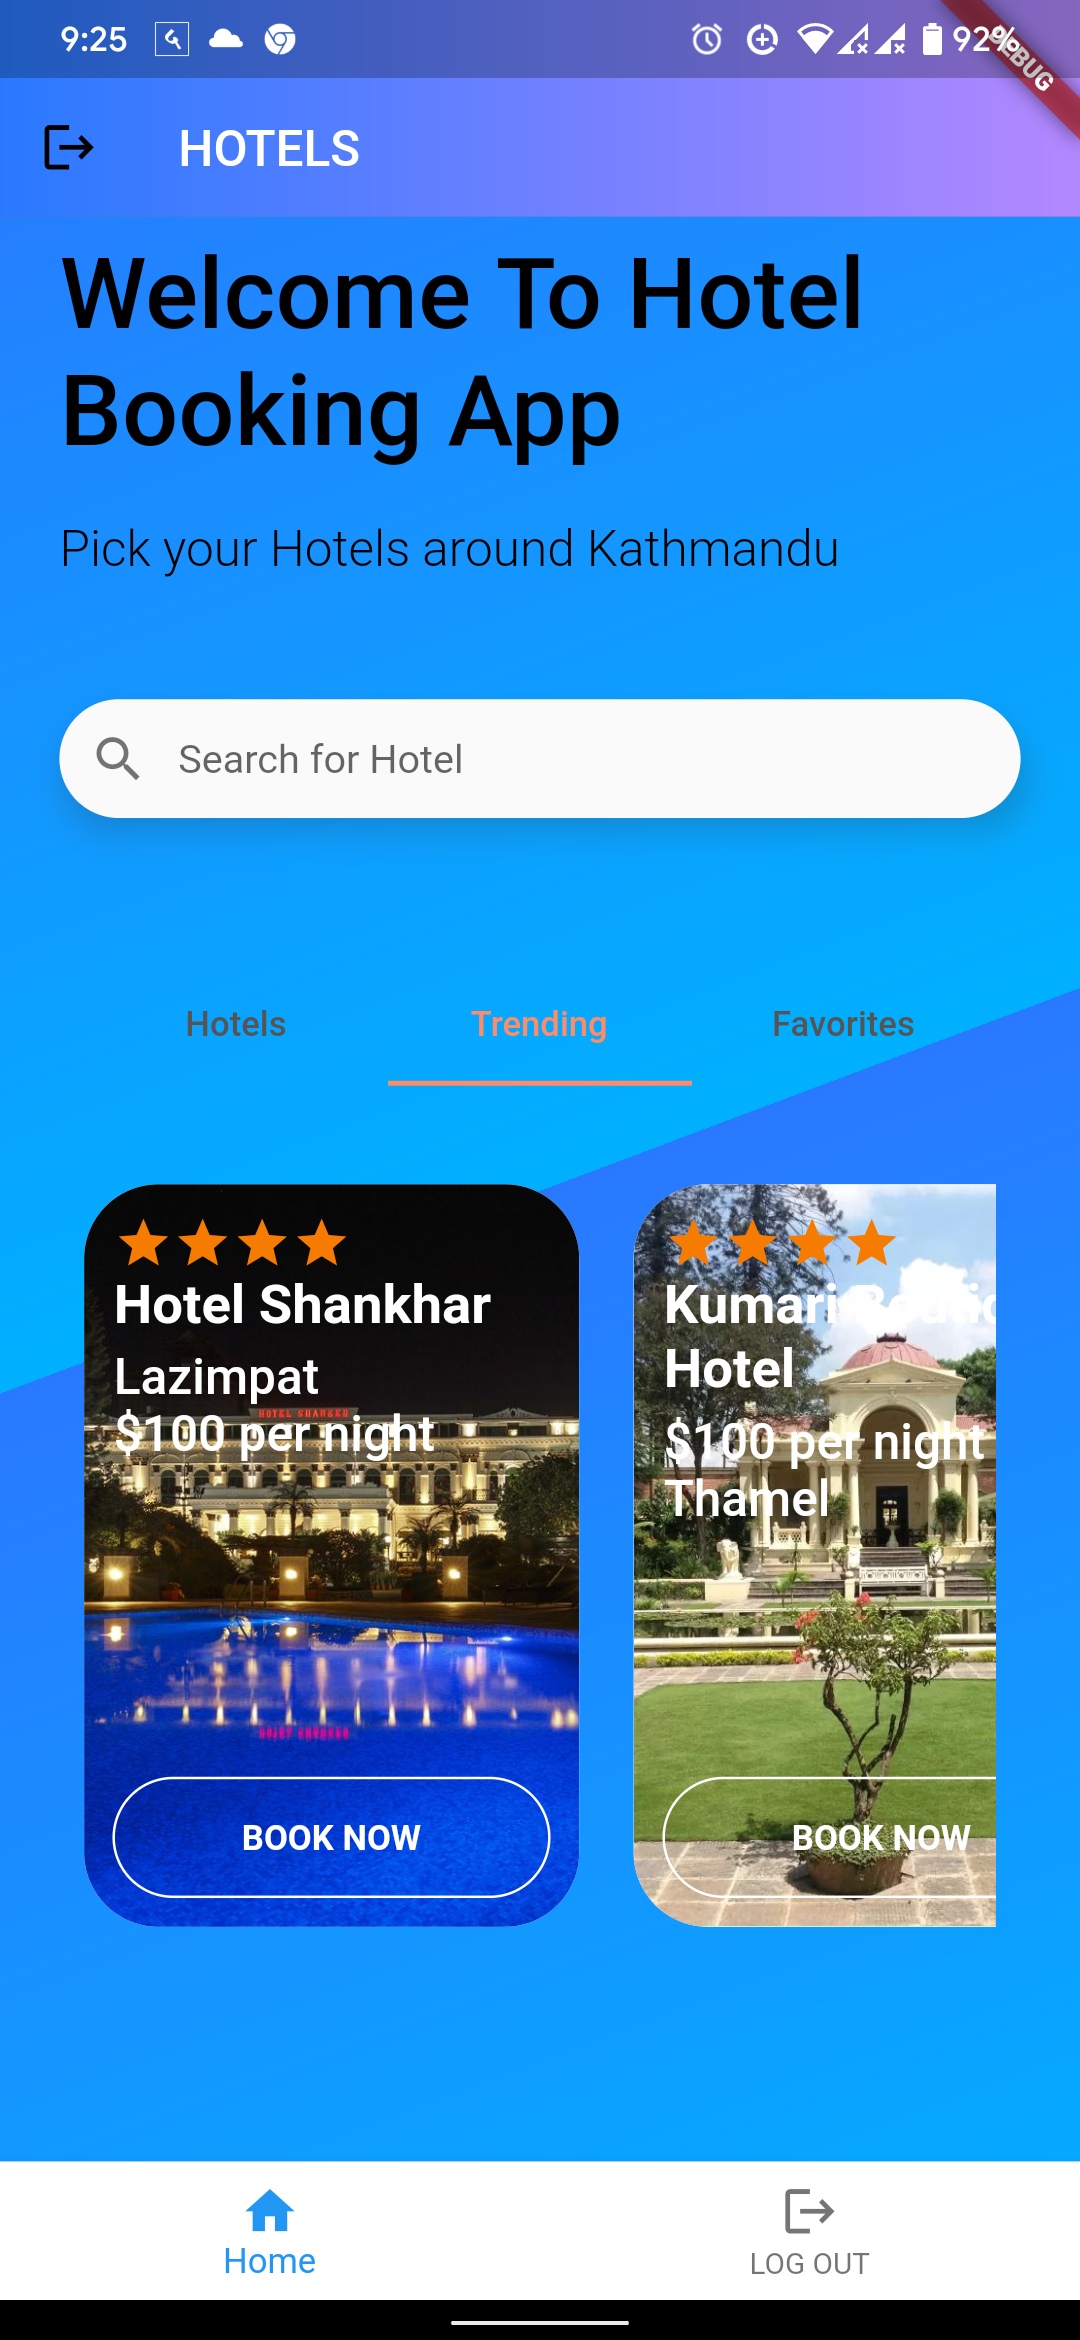 9:25
92%
DEBUG
HOTELS
Welcome To Hotel
Booking App
Pick your Hotels around Kathmandu
Search for Hotel
Hotels
Trending
Favorites
Hotel Shankhar
Lazimpat
HOTEL SHANKER
$100 per night
BOOK NOW
Kumari
Hotel
$100 per night
Thamel
BOOK NOW
Home
LOG OUT